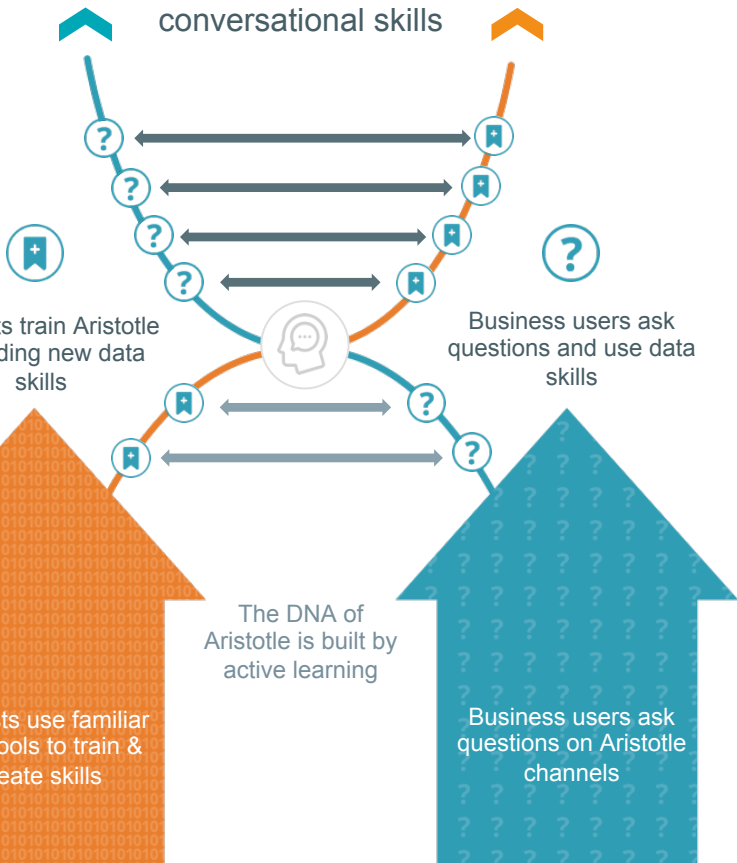 conversational skills
ts train Aristotle
ding new data
skills
Business users ask
questions and use data
skills
The DNA of
Aristotle is built by
active learning
ts use familiar
ools to train &
eate skills
Business users ask
questions on Aristotle
channels